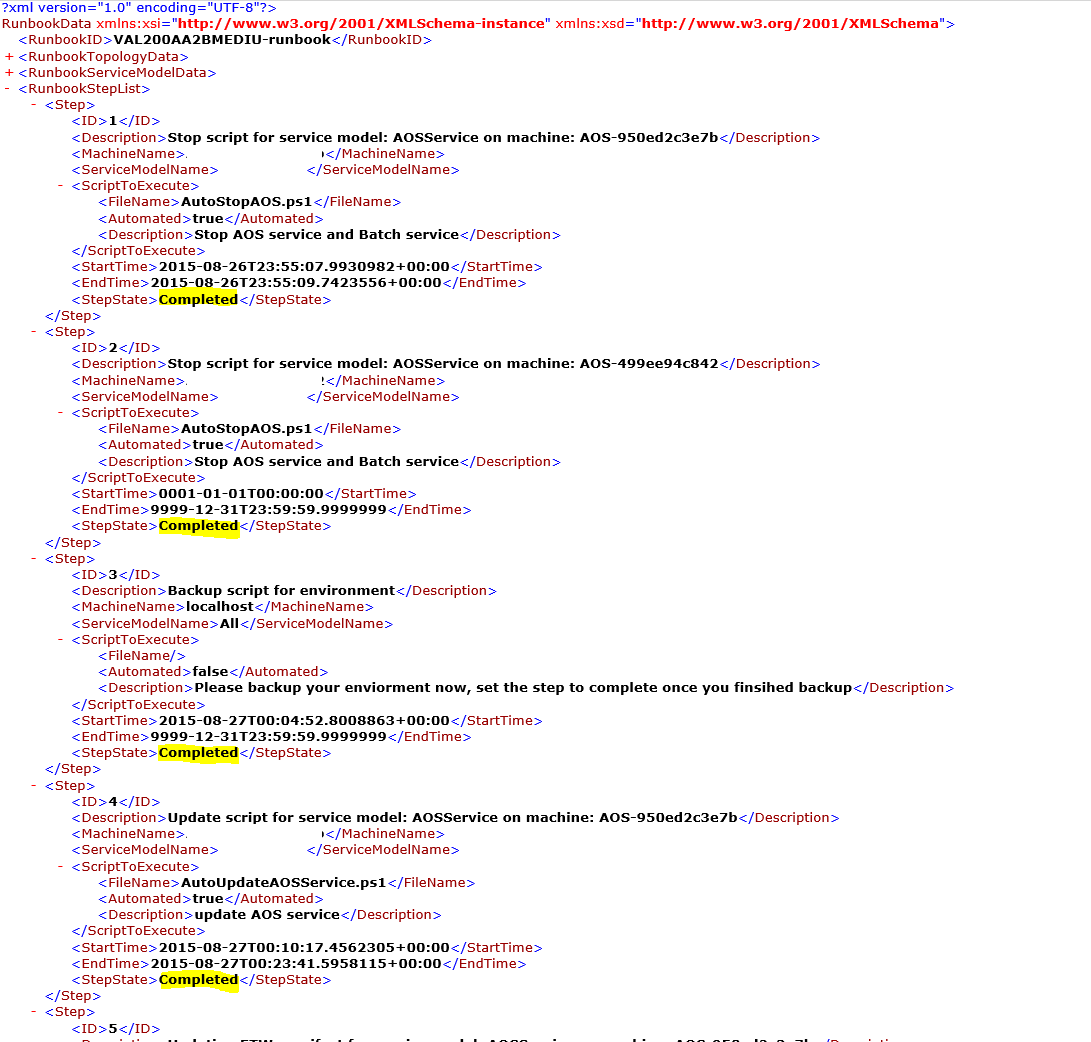 ?xml version="1.0" encoding="UTF-8"?>
RunbookData xmlns:xsi="http://www.w3.org/2001/XMLSchema-instance" xmlns:xsd="http://www.w3.org/2001/XMLSchema">
<RunbookID>VAL200AA2BMEDIU-runbook</RunbookID>
+ <RunbookTopologyData>
+ <RunbookServiceModelData>
- <RunbookStepList>
- <Step>
<ID>1</ID>
<Description>Stop script for service model: AOSService on machine: AOS-950ed2c3e7b</Description>
<MachineName> </MachineName>
<ServiceModelName> </ServiceModelName>
- <ScriptToExecute>
<FileName>AutoStopAOS.ps1</FileName>
<Automated>true</Automated>
<Description>Stop AOS service and Batch service</Description>
</ScriptToExecute>
<StartTime>2015-08-26T23:55:07.9930982+00:00</StartTime>
<EndTime>2015-08-26T23:55:09.7423556+00:00</EndTime>
<StepState>Completed</StepState>
</Step>
- <Step>
<ID>2</ID>
<Description>Stop script for service model: AOSService on machine: AOS-499ee94c842</Description>
<MachineName> </MachineName>
<ServiceModelName> </ServiceModelName>
- <ScriptToExecute>
<FileName>AutoStopAOS.ps1</FileName>
<Automated>true</Automated>
<Description>Stop AOS service and Batch service</Description>
</ScriptToExecute>
<StartTime>0001-01-01T00:00:00</StartTime>
<EndTime>9999-12-31T23:59:59.9999999</EndTime>
<StepState>Completed</StepState>
</Step>
- <Step>
<ID>3</ID>
<Description>Backup script for environment</Description>
<MachineName>localhost</MachineName>
<ServiceModelName>All</ServiceModelName>
- <ScriptToExecute>
<FileName/>
<Automated>false</Automated>
<Description>Please backup your enviorment now, set the step to complete once you finsihed backup</Description>
</ScriptToExecute>
<StartTime>2015-08-27T00:04:52.8008863+00:00</StartTime>
<EndTime>9999-12-31T23:59:59.9999999</EndTime>
<StepState>Completed</StepState>
</Step>
- <Step>
<ID>4</ID>
<Description>Update script for service model: AOSService on machine: AOS-950ed2c3e7b</Description>
<MachineName> </MachineName>
<ServiceModelName> </ServiceModelName>
- <ScriptToExecute>
<FileName>AutoUpdateAOSService.ps1</FileName>
<Automated>true</Automated>
<Description>update AOS service</Description>
</ScriptToExecute>
<StartTime>2015-08-27T00:10:17.4562305+00:00</StartTime>
<EndTime>2015-08-27T00:23:41.5958115+00:00</EndTime>
<StepState>Completed</StepState>
</Step>
- <Step>
<ID>5</ID>